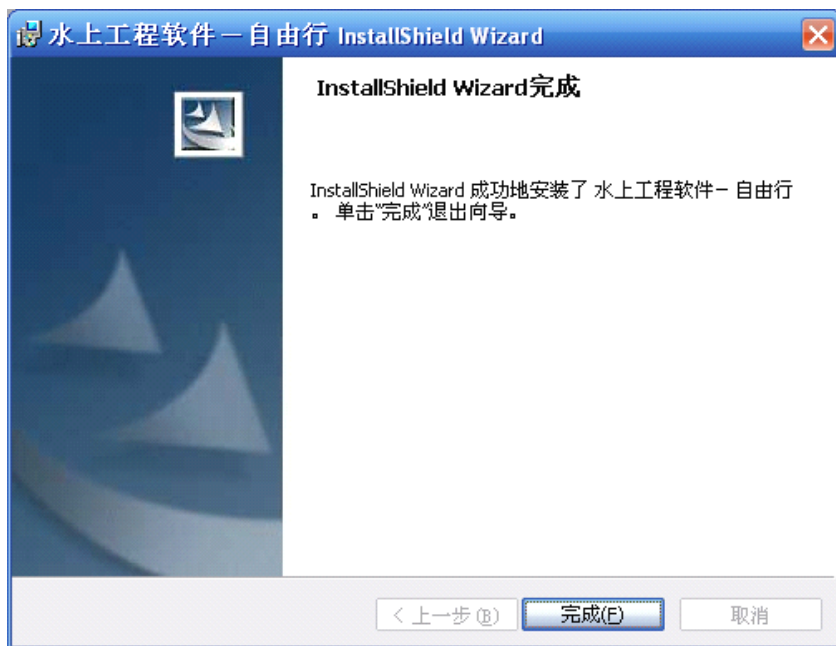 水上工程软件－自由行 InstallShield Wizard
InstallShield Wizard完成
InstallShield Wizard 成功地安装了 水上工程软件－ 自由行
。 单击“完成”退出向导。
< 上一步(B)
完成(F)
取消